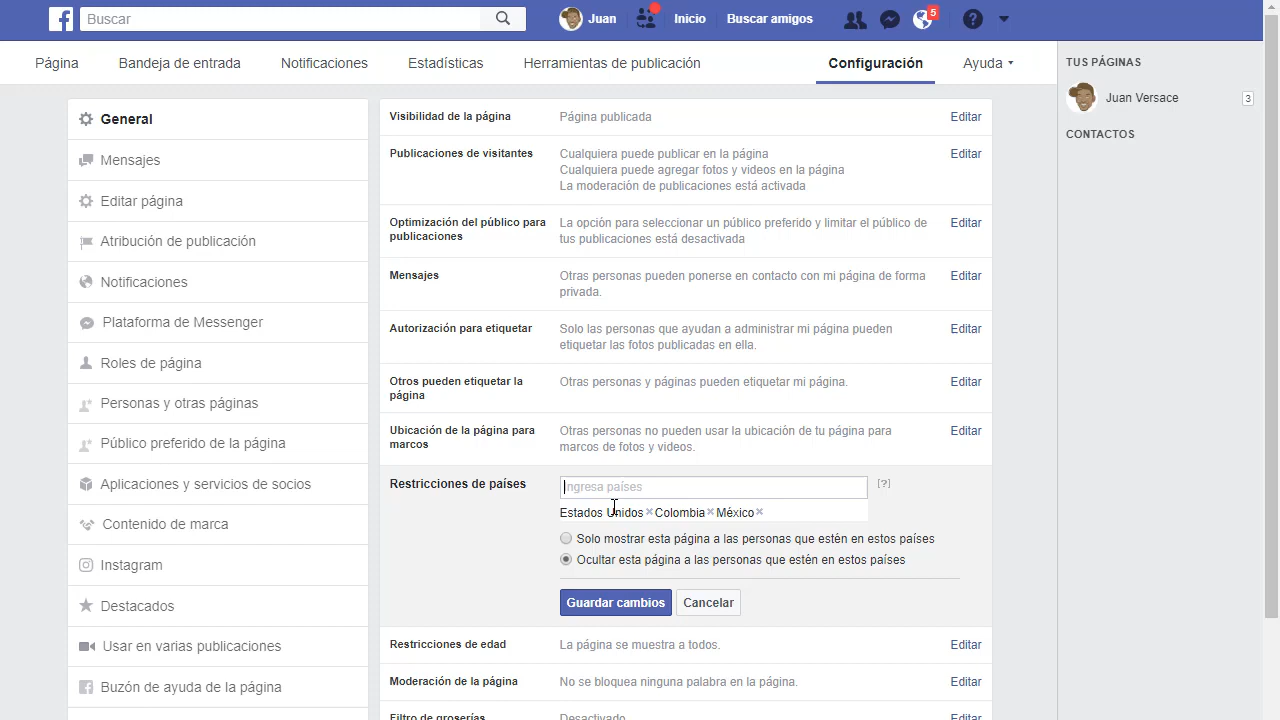 Buscar
Juan
Inicio
Buscar amigos
5
Página
Bandeja de entrada
Notificaciones
Estadísticas
Herramientas de publicación
Configuración
Ayuda
TUS PÁGINAS
Juan Versace
3
CONTACTOS
General
Mensajes
Editar página
Atribución de publicación
Notificaciones
Plataforma de Messenger
Roles de página
Personas y otras páginas
Público preferido de la página
Aplicaciones y servicios de socios
Contenido de marca
Instagram
Destacados
Usar en varias publicaciones
Buzón de ayuda de la página
Visibilidad de la página
Página publicada
Editar
Publicaciones de visitantes
Cualquiera puede publicar en la página
Cualquiera puede agregar fotos y videos en la página
La moderación de publicaciones está activada
Editar
Optimización del público para
publicaciones
La opción para seleccionar un público preferido y limitar el público de
tus publicaciones está desactivada
Editar
Mensajes
Otras personas pueden ponerse en contacto con mi página de forma
privada.
Editar
Autorización para etiquetar
Solo las personas que ayudan a administrar mi página pueden
etiquetar las fotos publicadas en ella.
Editar
Otros pueden etiquetar la
página
Otras personas y páginas pueden etiquetar mi página.
Editar
Ubicación de la página para
marcos
Otras personas no pueden usar la ubicación de tu página para
marcos de fotos y videos.
Editar
Restricciones de países
Ingresa países
[?]
Estados Unidos Colombia México
Solo mostrar esta página a las personas que estén en estos países
Ocultar esta página a las personas que estén en estos países
Guardar cambios
Cancelar
Restricciones de edad
La página se muestra a todos.
Editar
Moderación de la página
No se bloquea ninguna palabra en la página.
Editar
Filtro de groserías
Desactivado
Editar